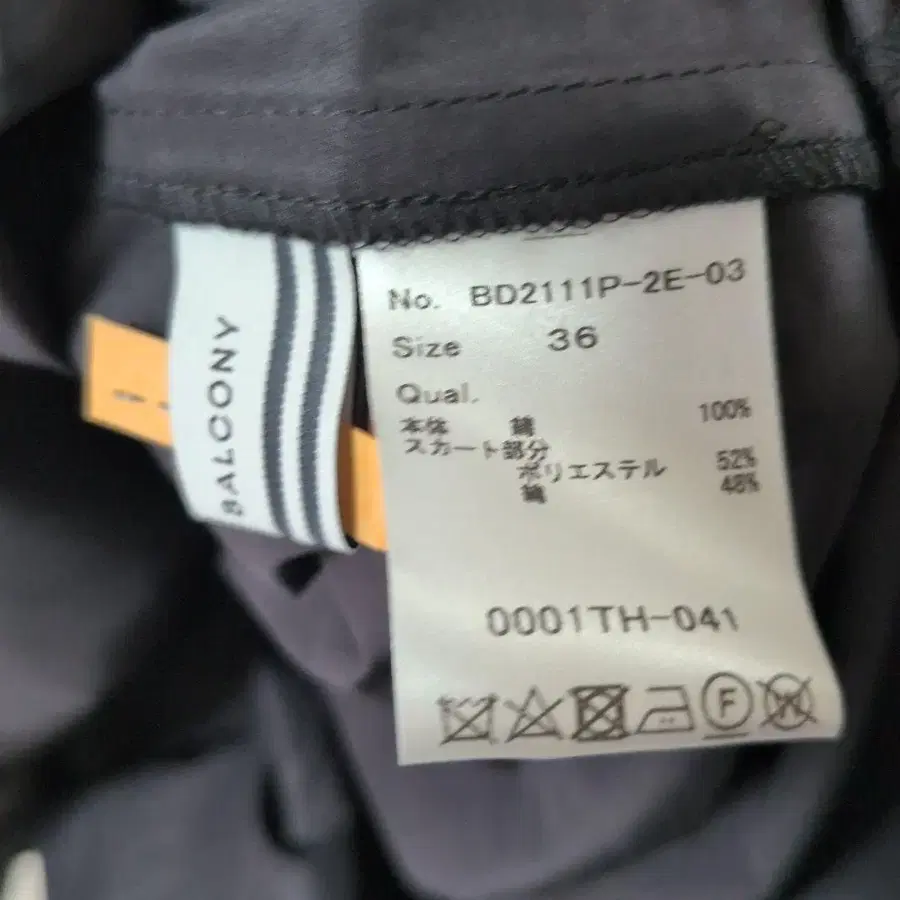 BALCONY
No. BD2111P-2E-03
Size 36
Qual.
本体 綿 100%
スカート部分
ポリエステル 52%
綿 48%
0001TH-041
F W